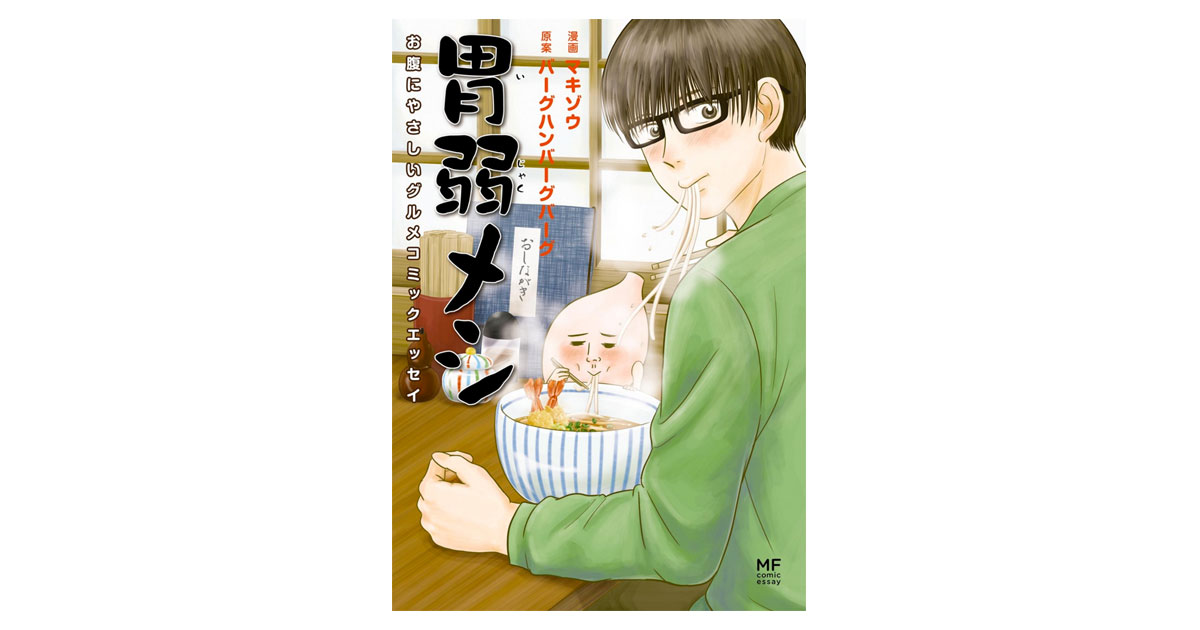 漫画 マキゾウ
原案 バーグハンバーグバーグ
胃弱メシ
いじゃく
お腹にやさしいグルメコミックエッセイ
おしながき
MF
comic
essay